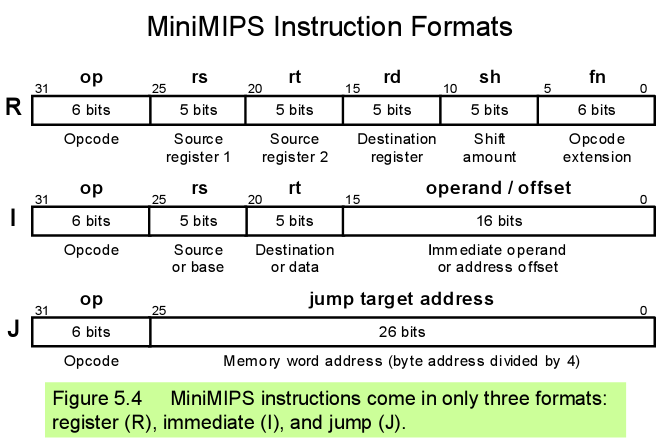 MiniMIPS Instruction Formats
op rs rt rd sh fn
31 25 20 15 10 5 0
R 6 bits 5 bits 5 bits 5 bits 5 bits 6 bits
Opcode Source Source Destination Shift Opcode
register 1 register 2 register amount extension
op rs rt operand / offset
31 25 20 15 0
I 6 bits 5 bits 5 bits 16 bits
Opcode Source Destination Immediate operand
or base or data or address offset
op jump target address
31 25 0
J 6 bits 26 bits
Opcode Memory word address (byte address divided by 4)
Figure 5.4 MiniMIPS instructions come in only three formats:
register (R), immediate (I), and jump (J).